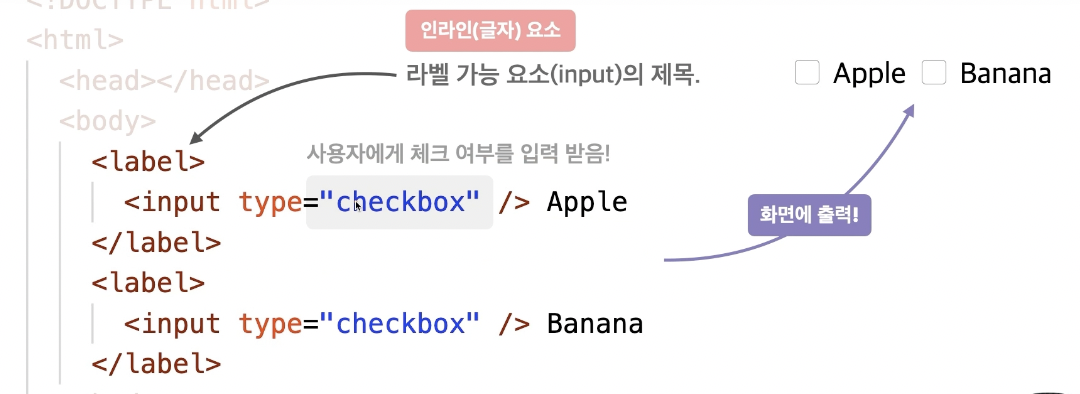 <!DOCTYPE html>
<html>
<head></head>
<body>
<label>
<input type="checkbox" /> Apple
</label>
<label>
<input type="checkbox" /> Banana
</label>
인라인(글자) 요소
라벨 가능 요소(input)의 제목.
사용자에게 체크 여부를 입력 받음!
Apple Banana
화면에 출력!